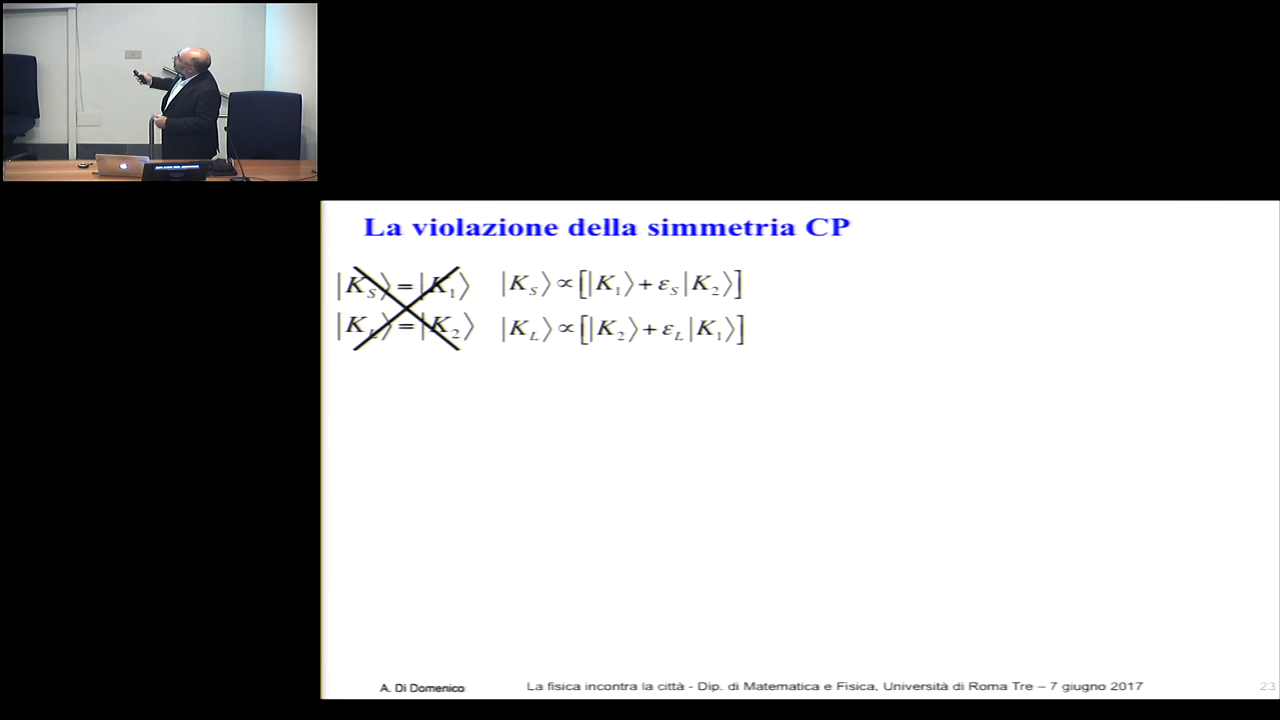 La violazione della simmetria CP
|K_S⟩ = |K_1⟩ |K_S⟩ ∝ [|K_1⟩ + ε_S |K_2⟩]
|K_L⟩ = |K_2⟩ |K_L⟩ ∝ [|K_2⟩ + ε_L |K_1⟩]
A. Di Domenico
La fisica incontra la città - Dip. di Matematica e Fisica, Università di Roma Tre – 7 giugno 2017
23